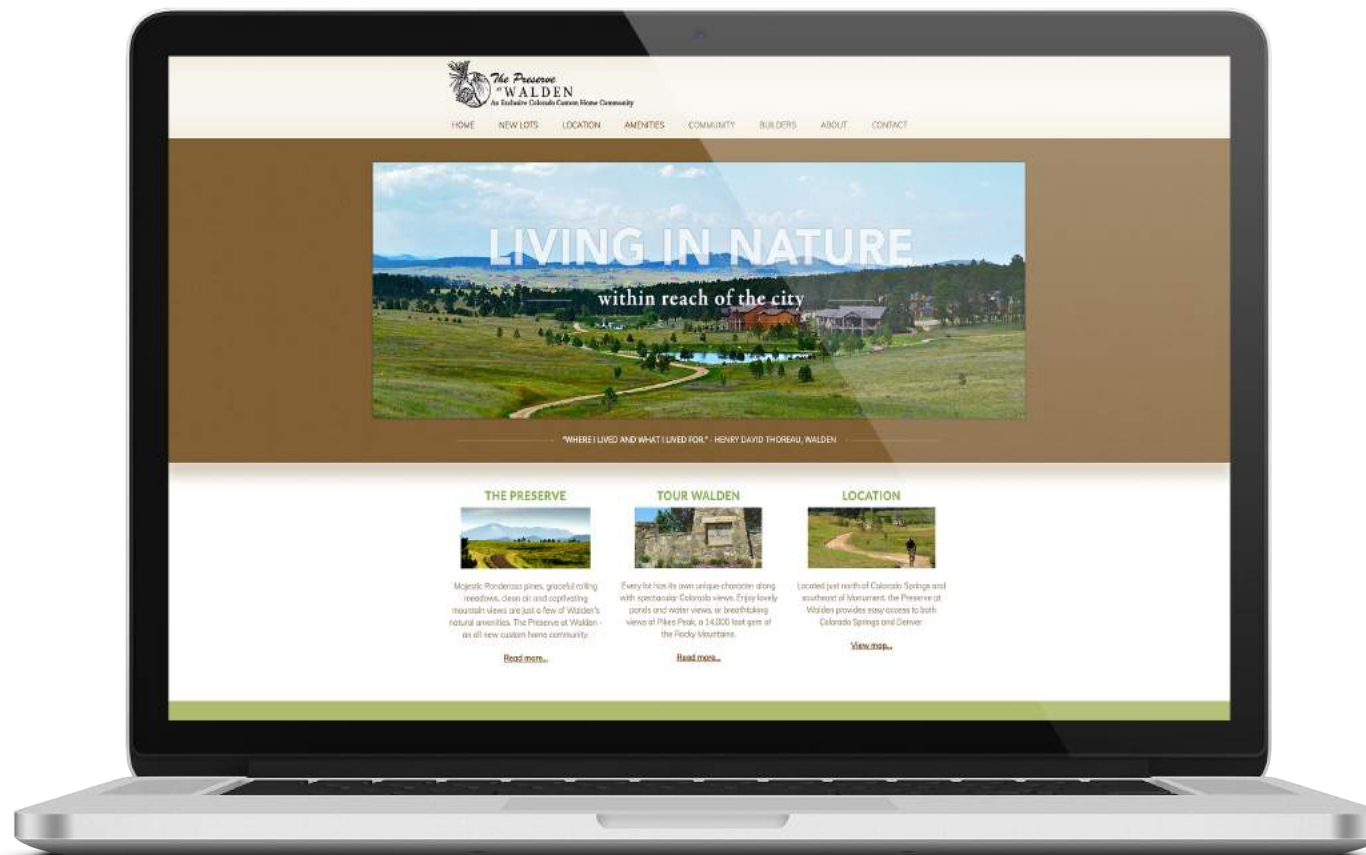 The Preserve
at WALDEN
An Exclusive Colorado Custom Home Community
HOME NEW LOTS LOCATION AMENITIES COMMUNITY BUILDERS ABOUT CONTACT
LIVING IN NATURE
within reach of the city
"WHERE I LIVED AND WHAT I LIVED FOR." - HENRY DAVID THOREAU, WALDEN
THE PRESERVE
Majestic Ponderosa pines, graceful rolling
meadows, clean air and captivating
mountain views are just a few of Walden's
natural amenities. The Preserve at Walden -
an all new custom home community.
Read more...
TOUR WALDEN
Every lot has its own unique character along
with spectacular Colorado views. Enjoy lovely
ponds and water views, or breathtaking
views of Pikes Peak, a 14,000 foot gem of
the Rocky Mountains.
Read more...
LOCATION
Located just north of Colorado Springs and
southeast of Monument, the Preserve at
Walden provides easy access to both
Colorado Springs and Denver.
View map...